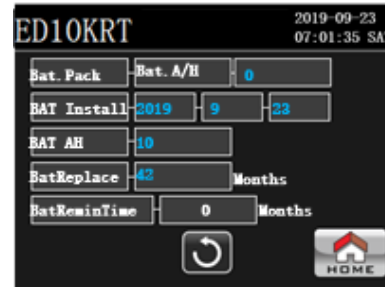 ED10KRT 2019-09-23
07:01:35 SA
Bat. Pack Bat. A/H 0
BAT Install 2019 - 9 - 23
BAT AH 10
BatReplace 42 Months
BatReminTime 0 Months
HOME